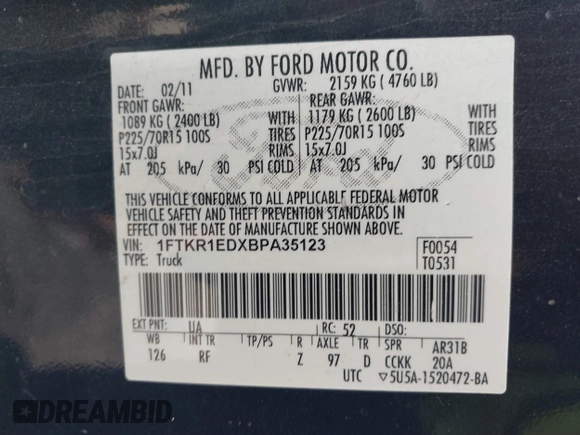 MFD. BY FORD MOTOR CO.
DATE: 02/11 GVWR: 2159 KG ( 4760 LB)
FRONT GAWR: REAR GAWR:
1089 KG ( 2400 LB) WITH 1179 KG ( 2600 LB) WITH
P225/70R15 100S TIRES P225/70R15 100S TIRES
15x7.0J RIMS 15x7.0J RIMS
AT 205 kPa/ 30 PSI COLD AT 205 kPa/ 30 PSI COLD
THIS VEHICLE CONFORMS TO ALL APPLICABLE FEDERAL MOTOR
VEHICLE SAFETY AND THEFT PREVENTION STANDARDS IN
EFFECT ON THE DATE OF MANUFACTURE SHOWN ABOVE.
VIN: 1FTKR1EDXBPA35123 F0054
TYPE: Truck T0531
EXT PNT: UA RC: 52 DSO:
WB INT TR TP/PS R AXLE TR SPR AR31B
126 RF Z 97 D CCKK 20A
UTC ▽5U5A-1520472-BA
Ford
DREAMBID